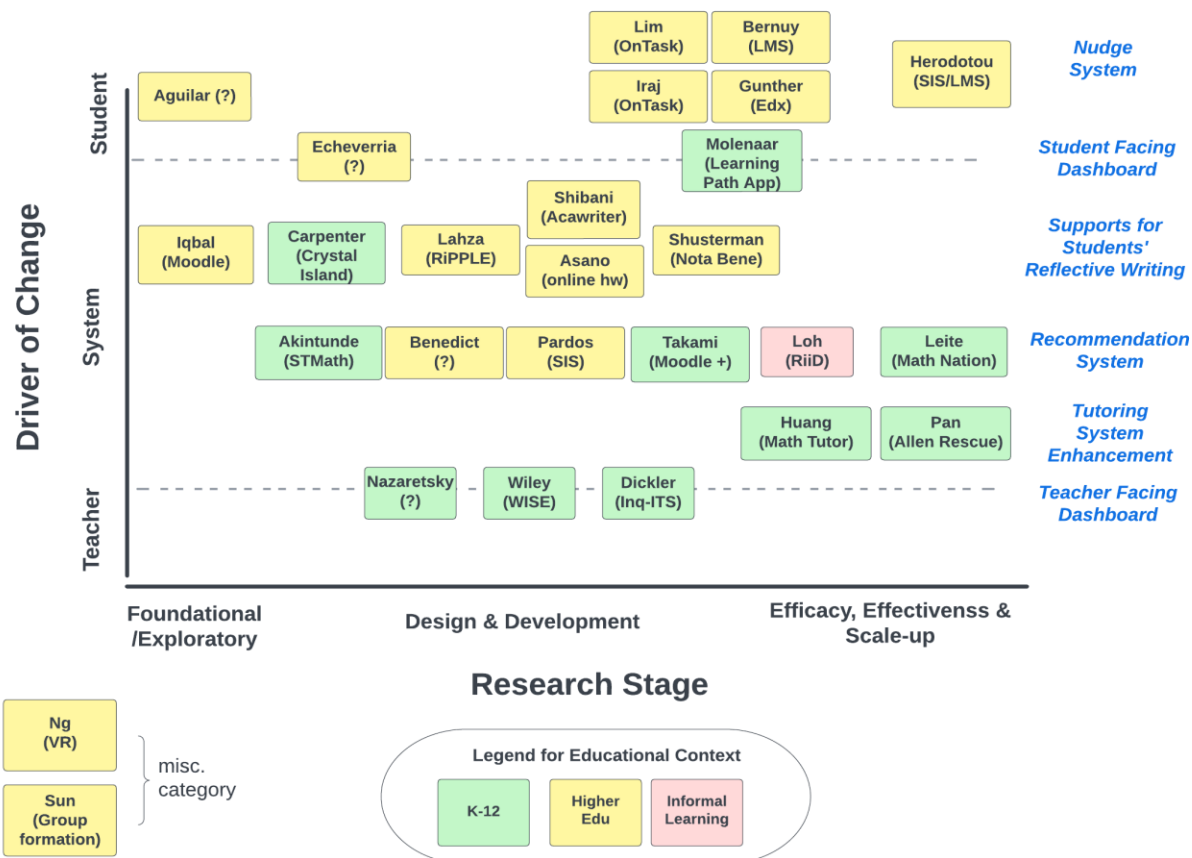 Lim
(OnTask)
Bernuy
(LMS)
Nudge
System
Herodotou
(SIS/LMS)
Aguilar (?)
Iraj
(OnTask)
Gunther
(Edx)
Student
Echeverria
(?)
Molenaar
(Learning
Path App)
Student Facing
Dashboard
Shibani
(Acawriter)
Iqbal
(Moodle)
Carpenter
(Crystal
Island)
Lahza
(RiPPLE)
Asano
(online hw)
Shusterman
(Nota Bene)
Supports for
Students'
Reflective Writing
Driver of Change
System
Akintunde
(STMath)
Benedict
(?)
Pardos
(SIS)
Takami
(Moodle +)
Loh
(RiiD)
Leite
(Math Nation)
Recommendation
System
Huang
(Math Tutor)
Pan
(Allen Rescue)
Tutoring
System
Enhancement
Teacher
Nazaretsky
(?)
Wiley
(WISE)
Dickler
(Inq-ITS)
Teacher Facing
Dashboard
Foundational
/Exploratory
Design & Development
Efficacy, Effectivenss &
Scale-up
Research Stage
Ng
(VR)
Sun
(Group
formation)
misc.
category
Legend for Educational Context
K-12
Higher
Edu
Informal
Learning